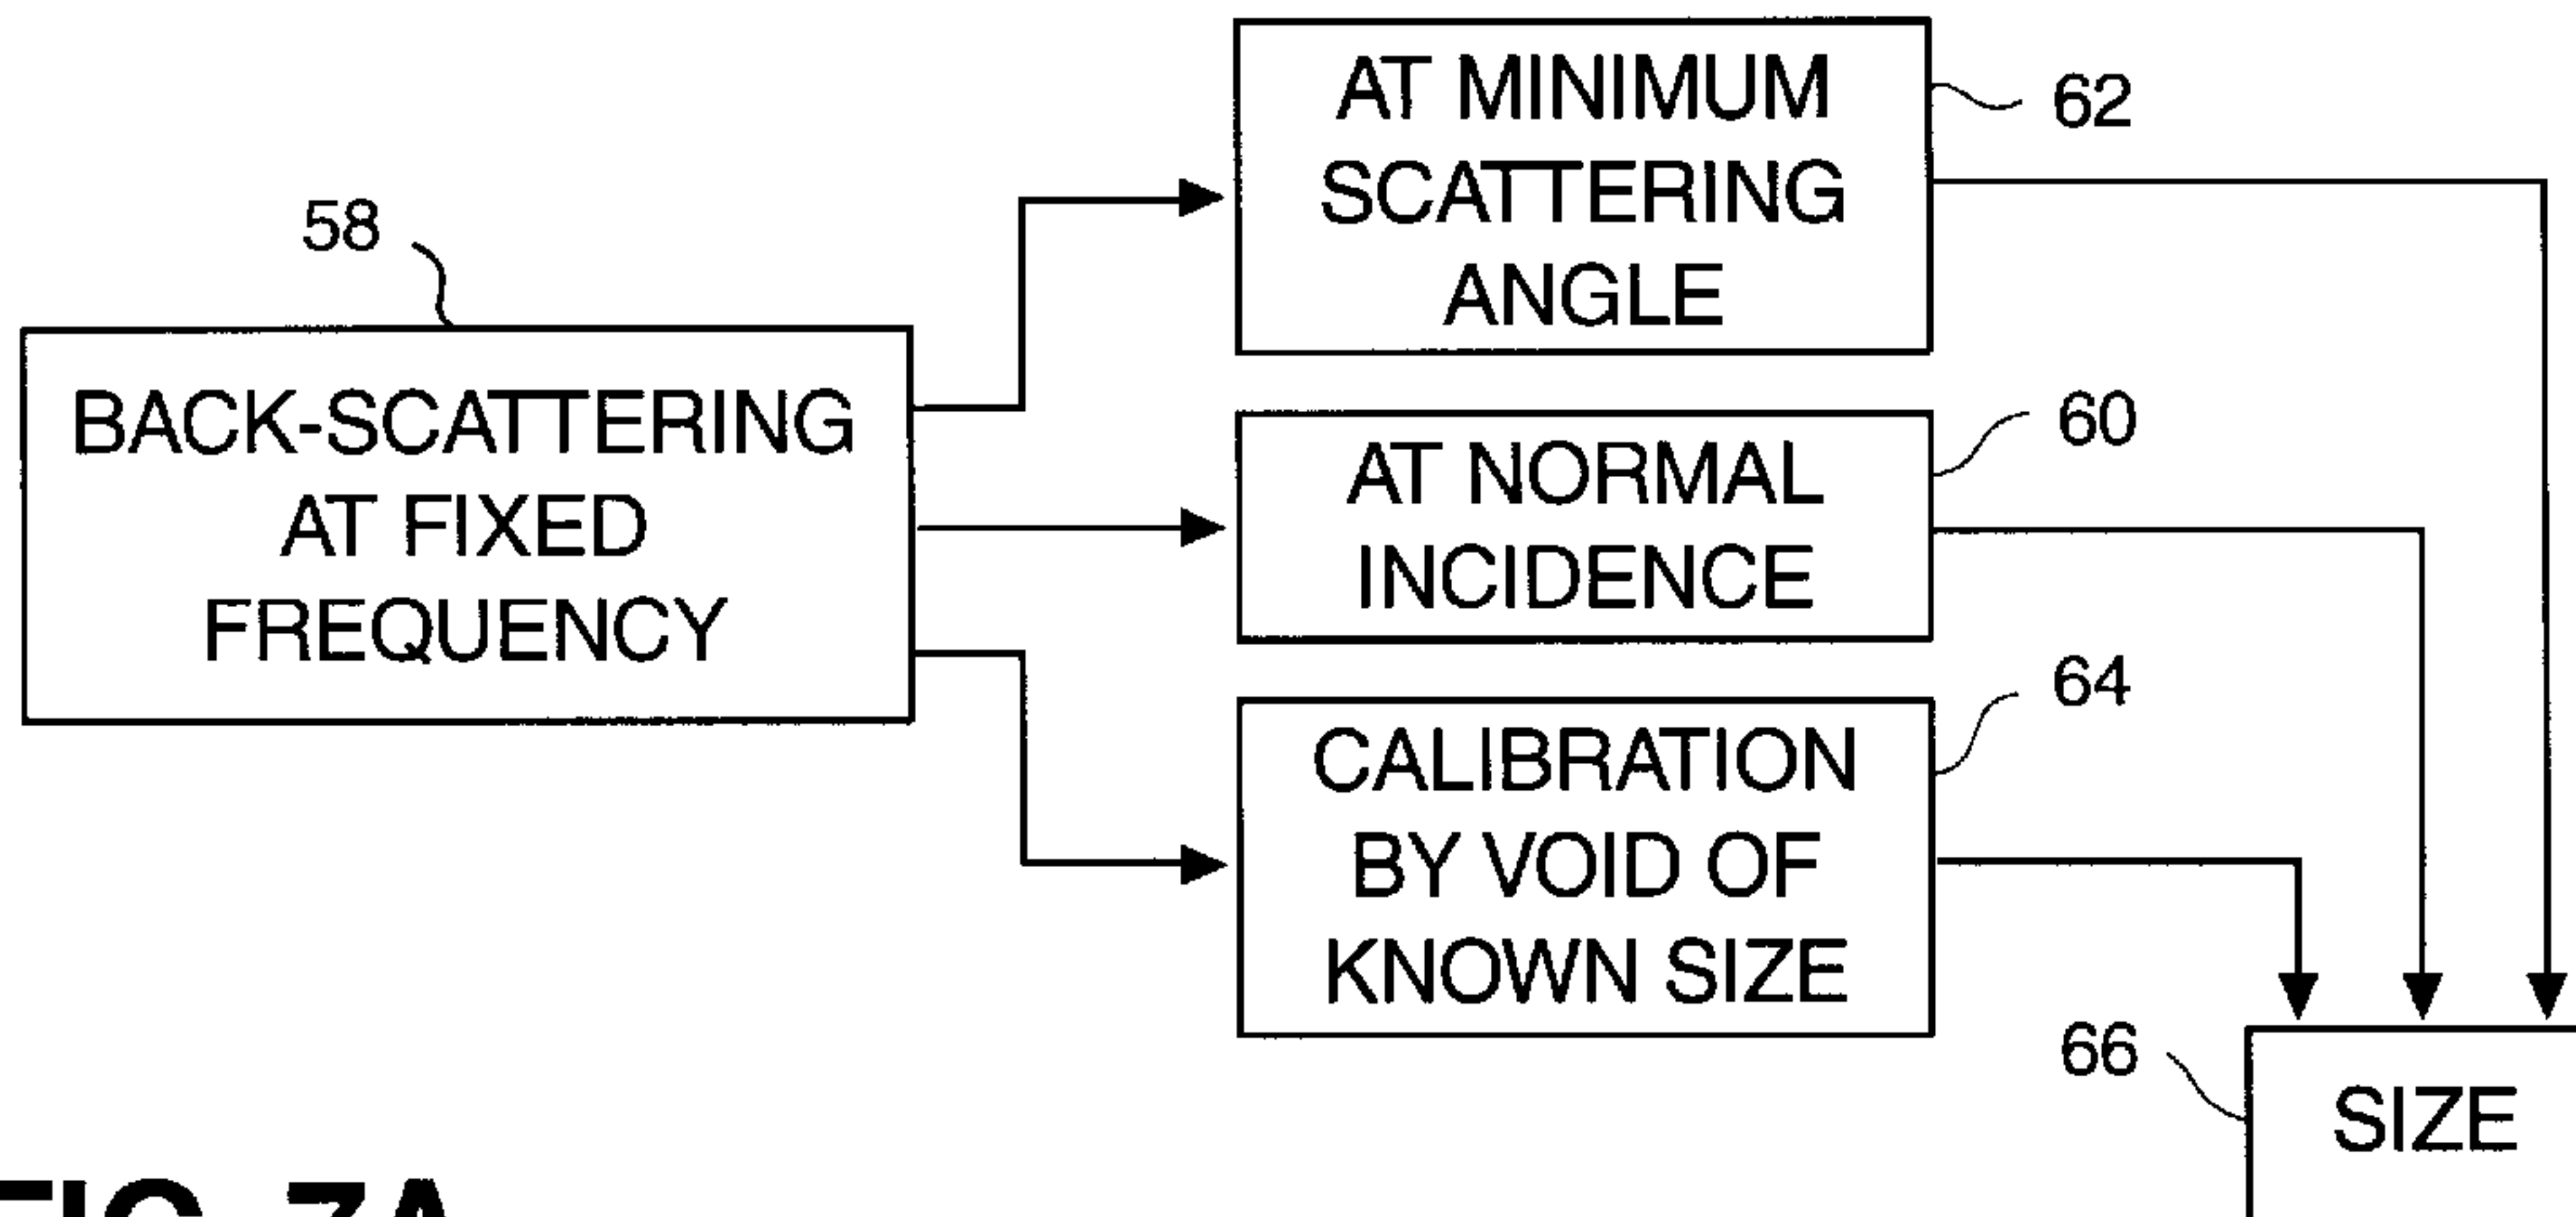 AT MINIMUM
SCATTERING
ANGLE
62
58
BACK-SCATTERING
AT FIXED
FREQUENCY
AT NORMAL
INCIDENCE
60
CALIBRATION
BY VOID OF
KNOWN SIZE
64
66
SIZE